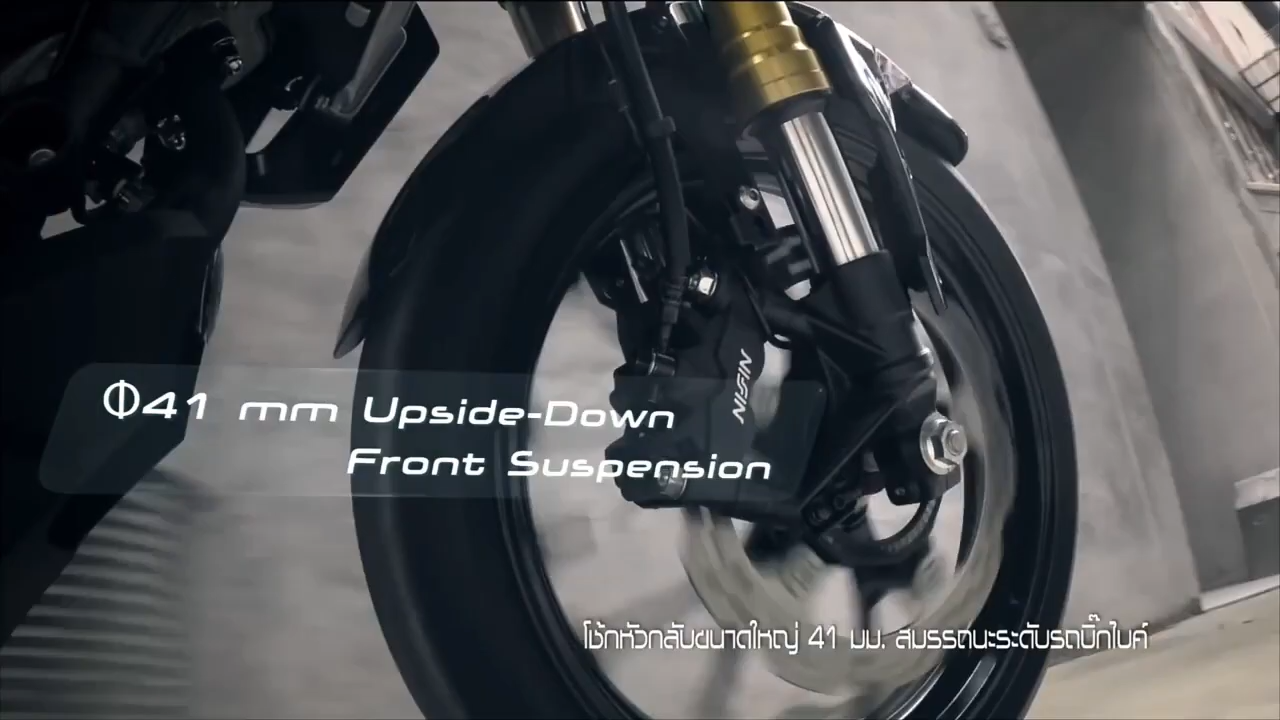 NISSIN
Φ41 mm Upside-Down
Front Suspension
โช้กหัวกลับขนาดใหญ่ 41 มม. สมรรถนะระดับรถบิ๊กไบค์